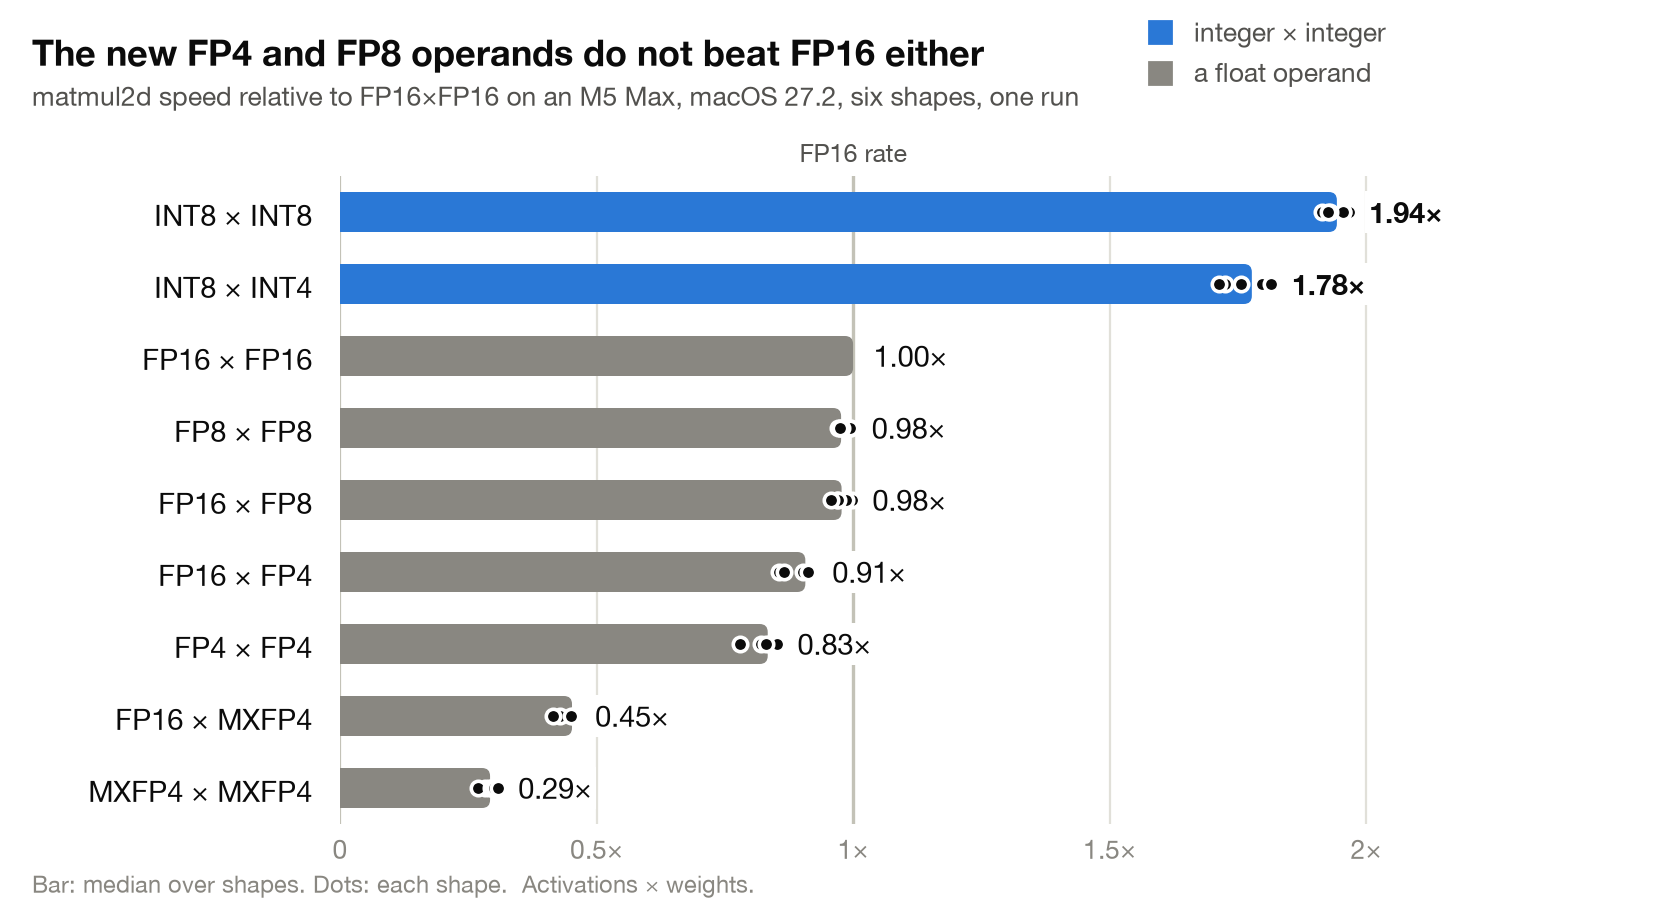 The new FP4 and FP8 operands do not beat FP16 either
matmul2d speed relative to FP16×FP16 on an M5 Max, macOS 27.2, six shapes, one run
integer × integer
a float operand
FP16 rate
INT8 × INT8 1.94×
INT8 × INT4 1.78×
FP16 × FP16 1.00×
FP8 × FP8 0.98×
FP16 × FP8 0.98×
FP16 × FP4 0.91×
FP4 × FP4 0.83×
FP16 × MXFP4 0.45×
MXFP4 × MXFP4 0.29×
0 0.5× 1× 1.5× 2×
Bar: median over shapes. Dots: each shape. Activations × weights.